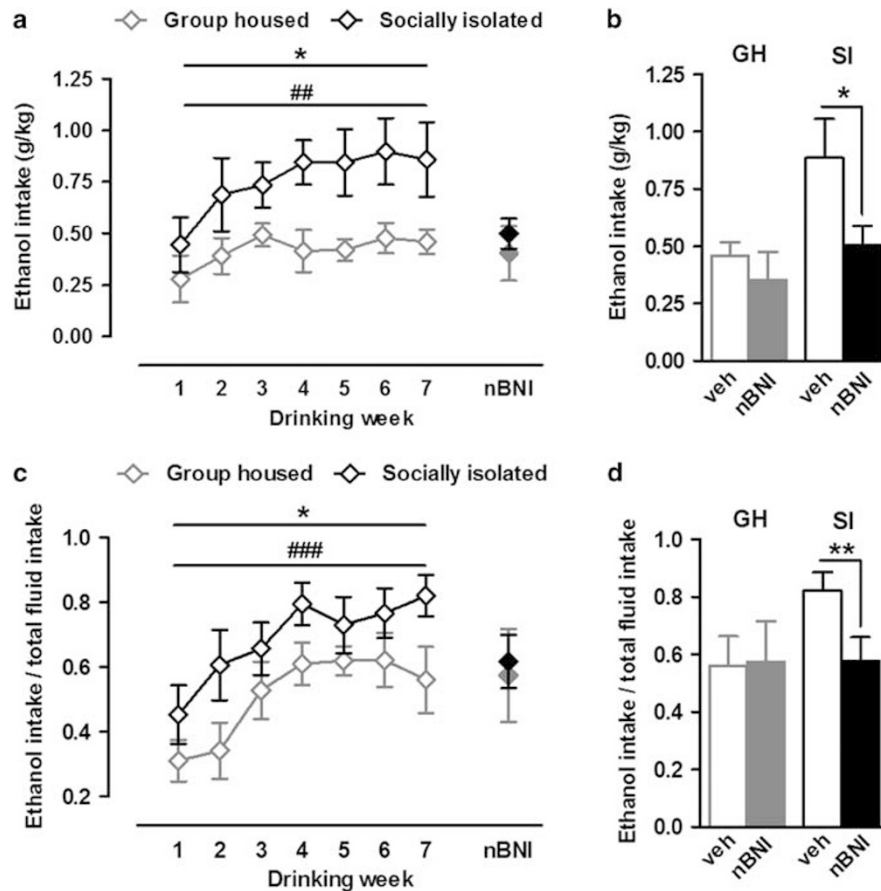 a
Group housed Socially isolated
*
##
1.25
1.00
0.75
0.50
0.25
0.00
Ethanol intake (g/kg)
1 2 3 4 5 6 7 nBNI
Drinking week
b
GH SI
*
1.25
1.00
0.75
0.50
0.25
0.00
Ethanol intake (g/kg)
veh nBNI veh nBNI
c
Group housed Socially isolated
*
###
1.0
0.8
0.6
0.4
0.2
Ethanol intake / total fluid intake
1 2 3 4 5 6 7 nBNI
Drinking week
d
GH SI
**
1.0
0.8
0.6
0.4
0.2
0.0
Ethanol intake / total fluid intake
veh nBNI veh nBNI